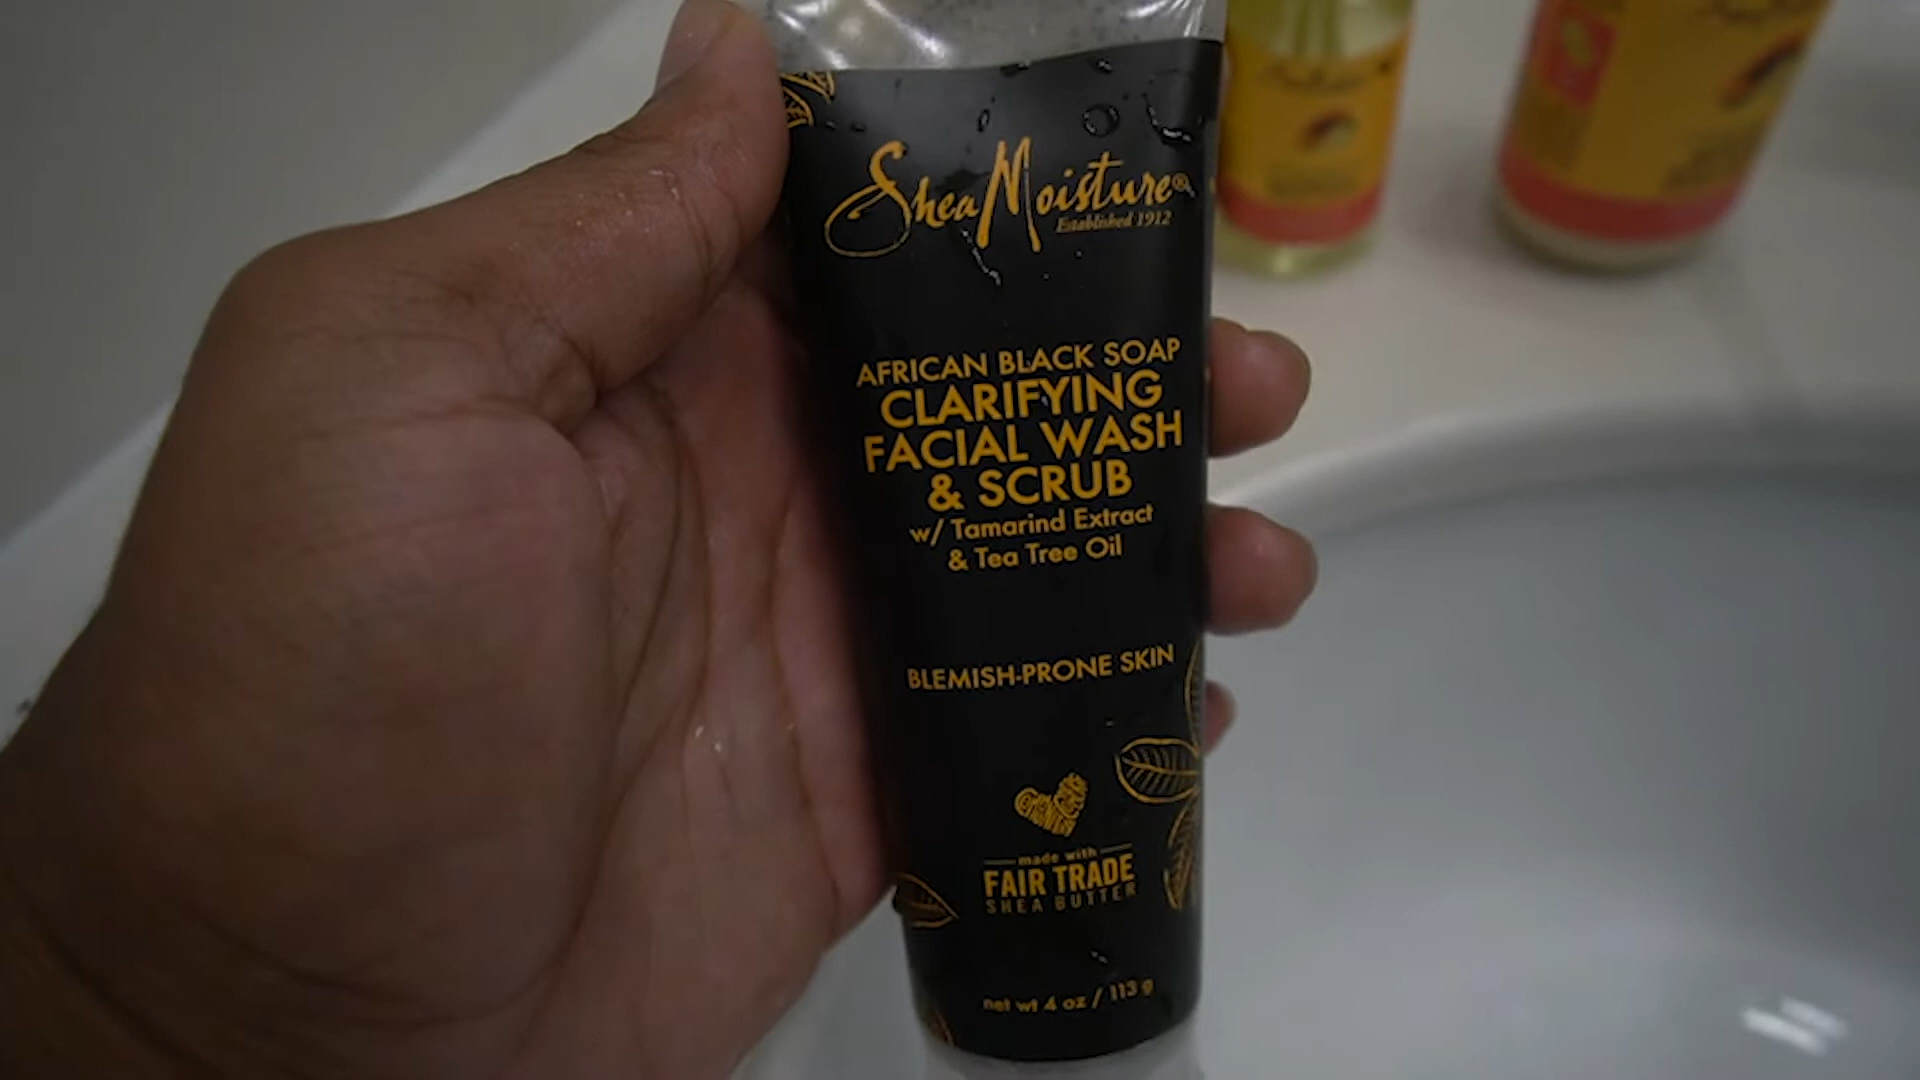 SheaMoisture®
Established 1912
AFRICAN BLACK SOAP
CLARIFYING
FACIAL WASH
& SCRUB
w/ Tamarind Extract
& Tea Tree Oil
BLEMISH-PRONE SKIN
made with
FAIR TRADE
SHEA BUTTER
net wt 4 oz / 113 g